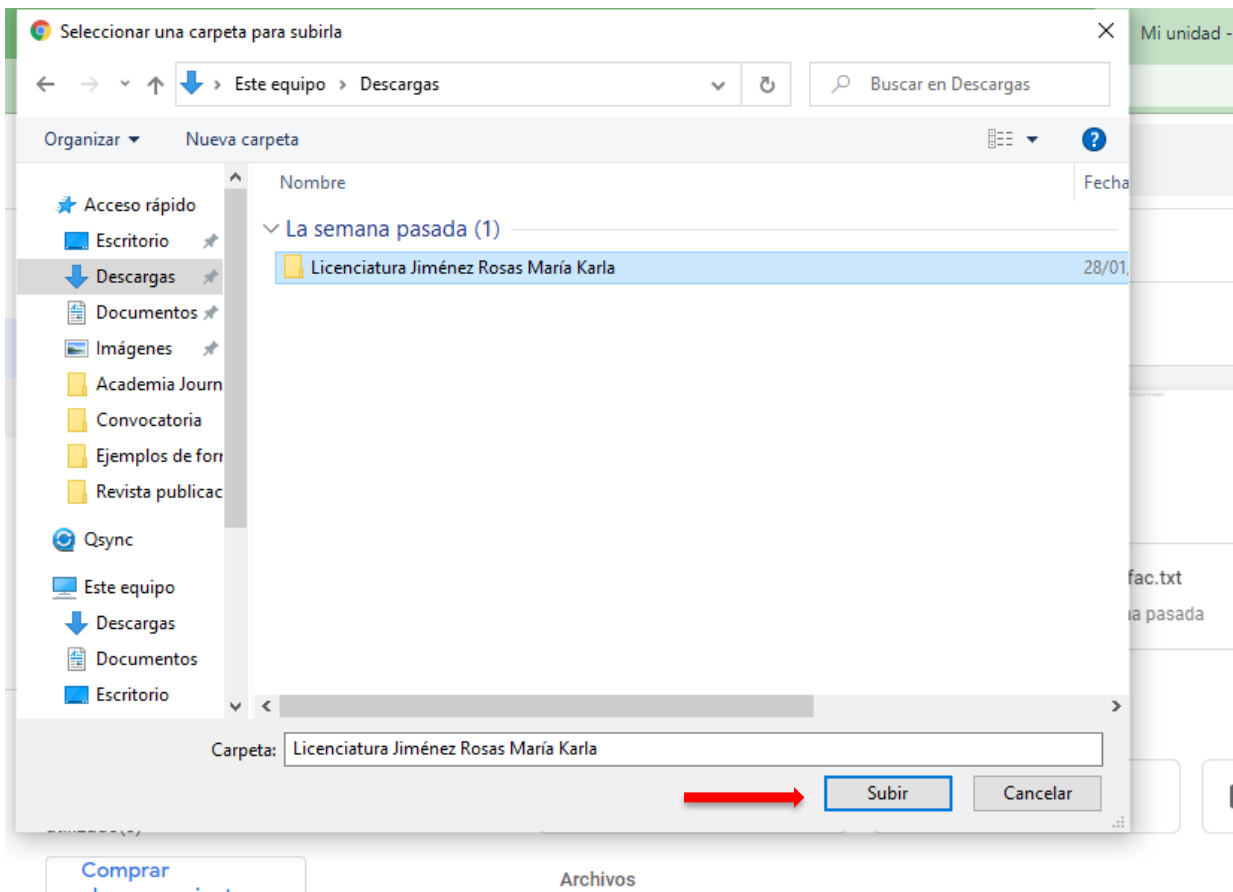 Seleccionar una carpeta para subirla
Mi unidad -
Este equipo > Descargas
Buscar en Descargas
Organizar
Nueva carpeta
?
Nombre
Fecha
Acceso rápido
La semana pasada (1)
Escritorio
Licenciatura Jiménez Rosas María Karla
28/01
Descargas
Documentos
Imágenes
Academia Journ
Convocatoria
Ejemplos de forr
Revista publicac
Qsync
Este equipo
fac.txt
Descargas
na pasada
Documentos
Escritorio
Carpeta: Licenciatura Jiménez Rosas María Karla
Subir
Cancelar
Comprar
Archivos